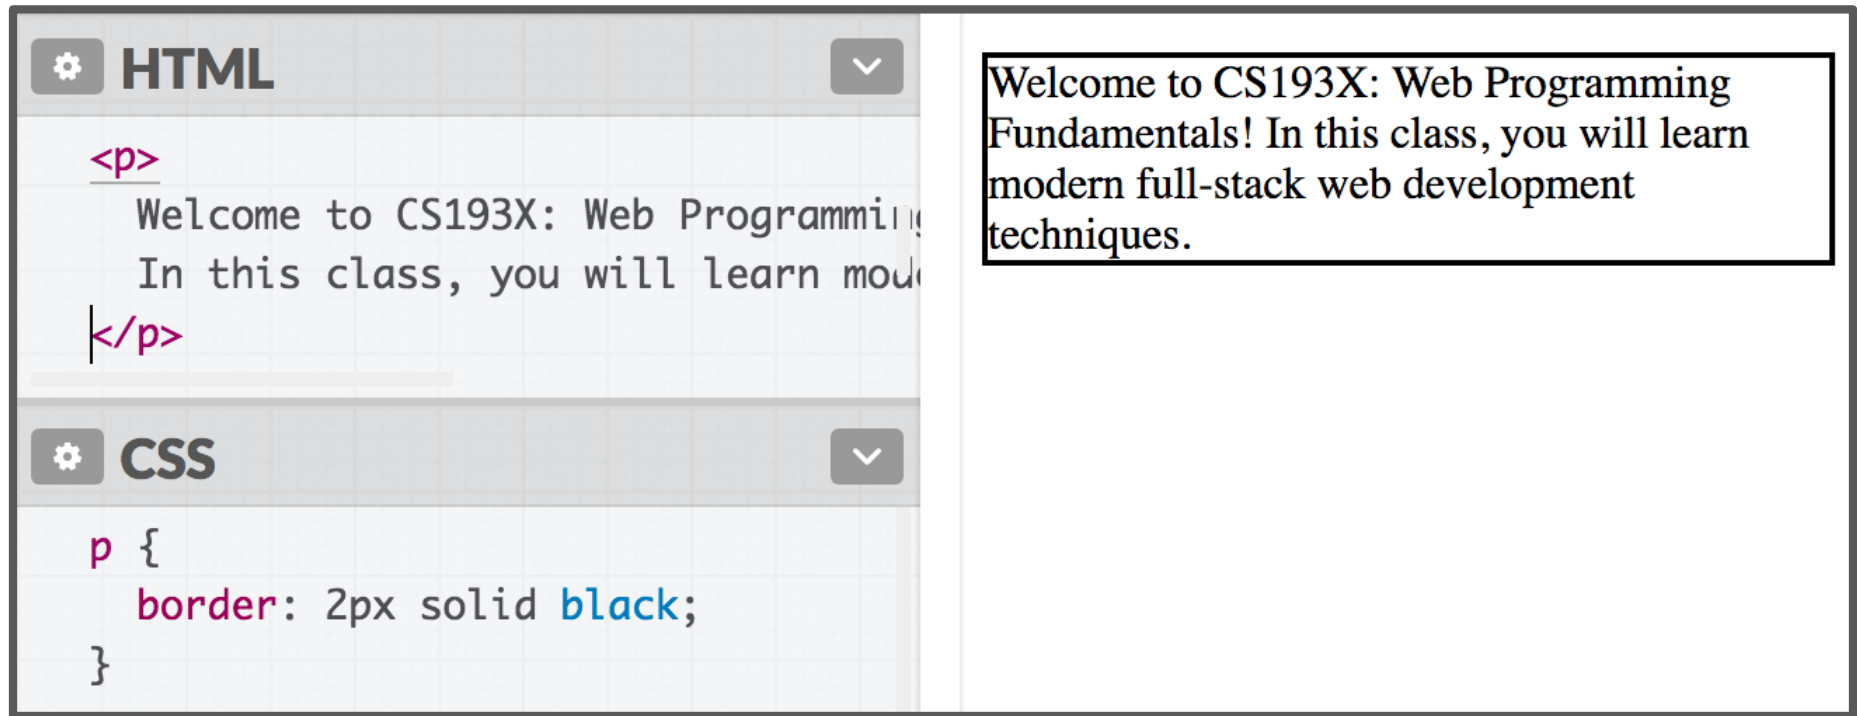 HTML
<p>
Welcome to CS193X: Web Programming
In this class, you will learn mod
</p>
CSS
p {
border: 2px solid black;
}
Welcome to CS193X: Web Programming
Fundamentals! In this class, you will learn
modern full-stack web development
techniques.